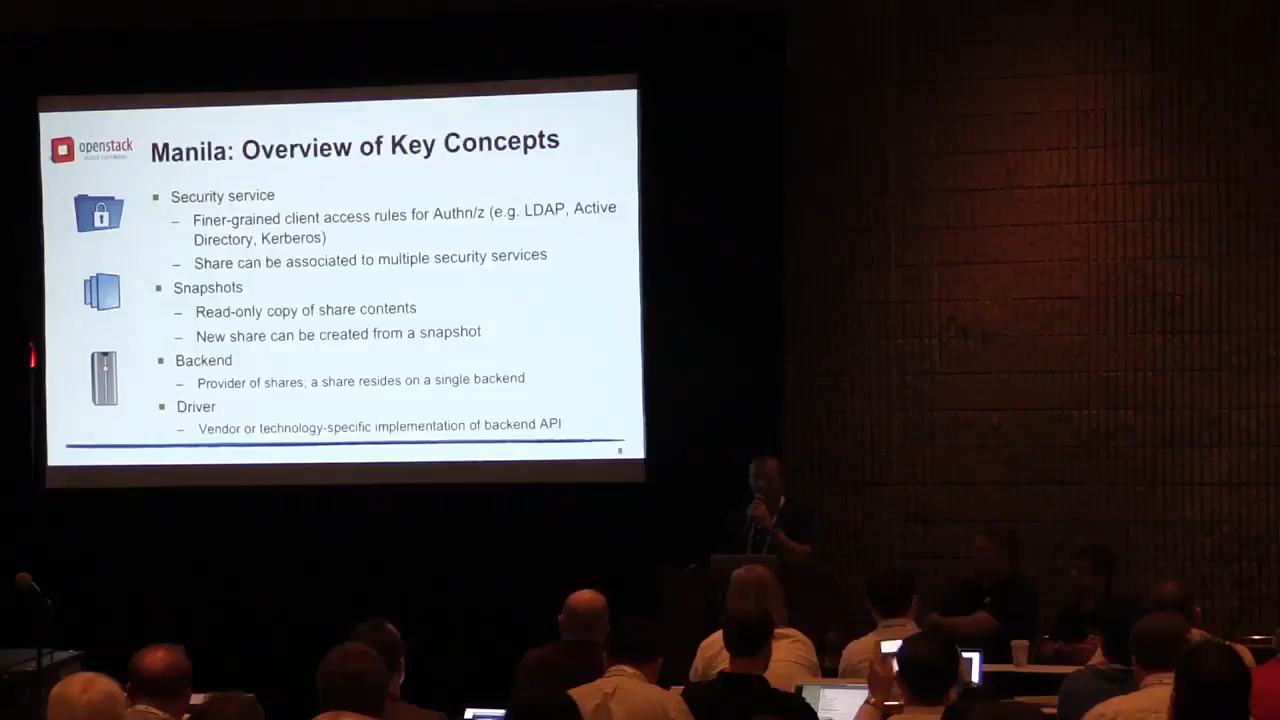 openstack
Manila: Overview of Key Concepts
▪ Security service
– Finer-grained client access rules for Authn/z (e.g. LDAP, Active
Directory, Kerberos)
– Share can be associated to multiple security services
▪ Snapshots
– Read-only copy of share contents
– New share can be created from a snapshot
▪ Backend
– Provider of shares; a share resides on a single backend
▪ Driver
– Vendor or technology-specific implementation of backend API
8